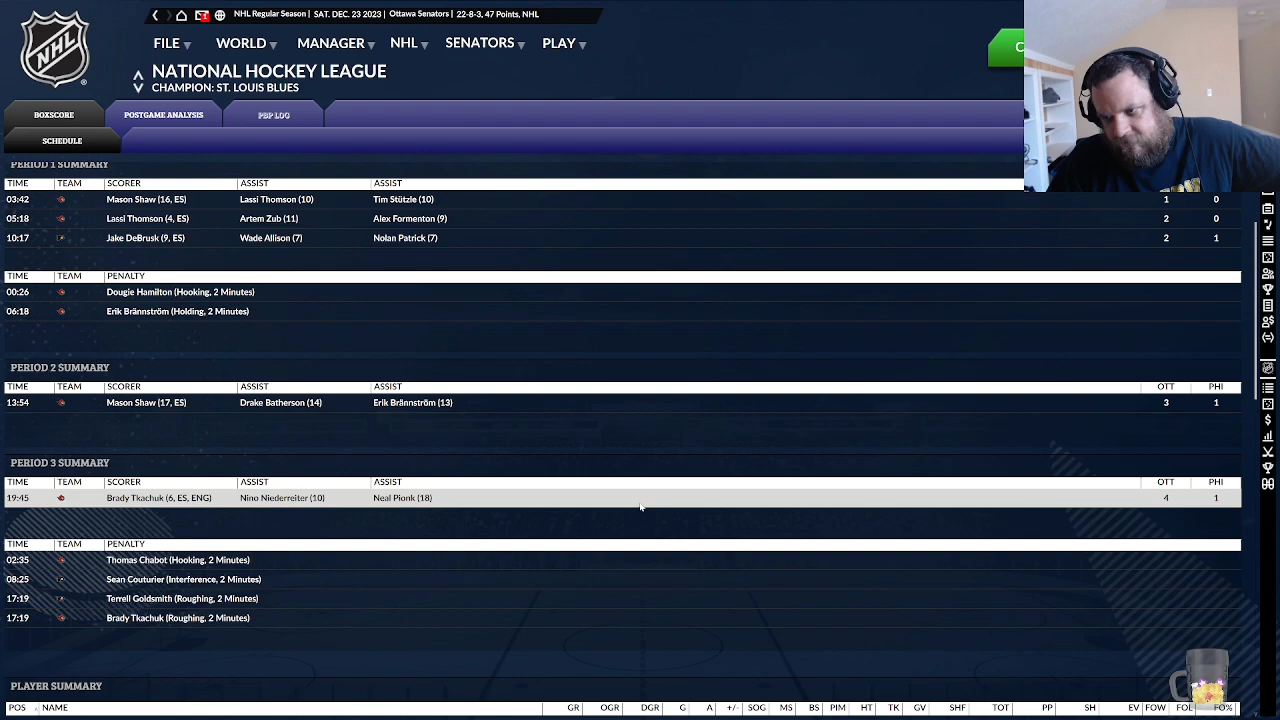 NHL Regular Season | SAT. DEC. 23 2023 | Ottawa Senators | 22-8-3, 47 Points, NHL
NHL
FILE WORLD MANAGER NHL SENATORS PLAY
C
NATIONAL HOCKEY LEAGUE
CHAMPION: ST. LOUIS BLUES
BOXSCORE POSTGAME ANALYSIS PBP LOG
SCHEDULE
PERIOD 1 SUMMARY
TIME TEAM SCORER ASSIST ASSIST
03:42 Mason Shaw (16, ES) Lassi Thomson (10) Tim Stützle (10) 1 0
05:18 Lassi Thomson (4, ES) Artem Zub (11) Alex Formenton (9) 2 0
10:17 Jake DeBrusk (9, ES) Wade Allison (7) Nolan Patrick (7) 2 1
TIME TEAM PENALTY
00:26 Dougie Hamilton (Hooking, 2 Minutes)
06:18 Erik Brännström (Holding, 2 Minutes)
PERIOD 2 SUMMARY
TIME TEAM SCORER ASSIST ASSIST OTT PHI
13:54 Mason Shaw (17, ES) Drake Batherson (14) Erik Brännström (13) 3 1
PERIOD 3 SUMMARY
TIME TEAM SCORER ASSIST ASSIST OTT PHI
19:45 Brady Tkachuk (6, ES, ENG) Nino Niederreiter (10) Neal Pionk (18) 4 1
TIME TEAM PENALTY
02:35 Thomas Chabot (Hooking, 2 Minutes)
08:25 Sean Couturier (Interference, 2 Minutes)
17:19 Terrell Goldsmith (Roughing, 2 Minutes)
17:19 Brady Tkachuk (Roughing, 2 Minutes)
PLAYER SUMMARY
POS NAME GR OGR DGR G A +/- SOG MS BS PIM HT TK GV SHF TOT PP SH EV FOW FOL FO%